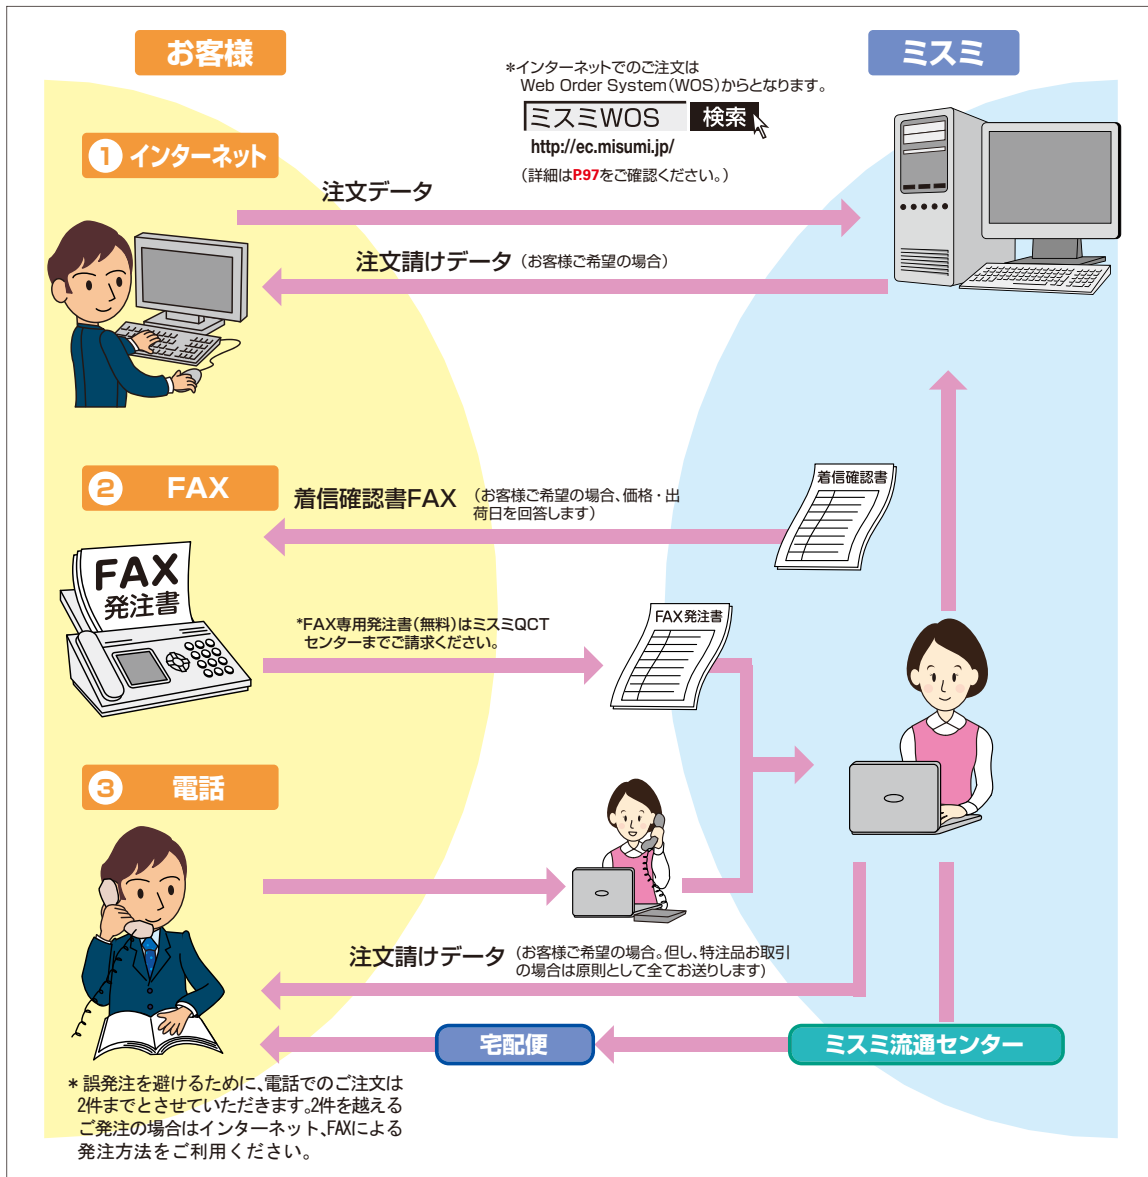 お客様
ミスミ
*インターネットでのご注文は
Web Order System(WOS)からとなります。
ミスミWOS 検索
http://ec.misumi.jp/
(詳細はP.97をご確認ください。)
① インターネット
注文データ
注文請けデータ (お客様ご希望の場合)
② FAX
着信確認書FAX (お客様ご希望の場合、価格・出
荷日を回答します)
着信確認書
FAX
発注書
*FAX専用発注書(無料)はミスミQCT
センターまでご請求ください。
FAX発注書
③ 電話
注文請けデータ (お客様ご希望の場合。但し、特注品お取引
の場合は原則として全てお送りします)
宅配便
ミスミ流通センター
* 誤発注を避けるために、電話でのご注文は
2件までとさせていただきます。2件を越える
ご発注の場合はインターネット、FAXによる
発注方法をご利用ください。